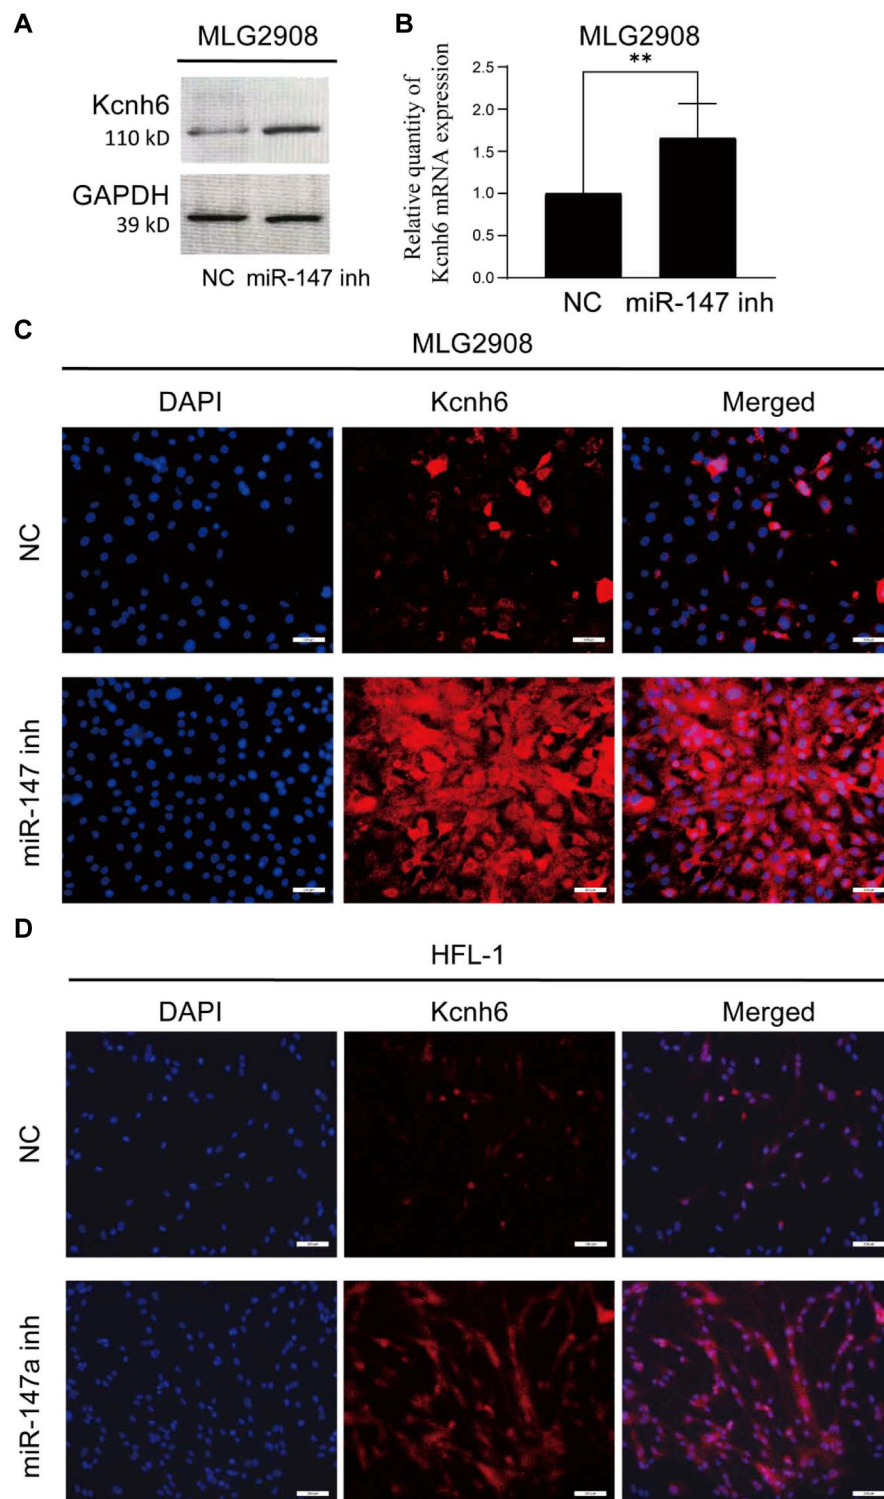 A
MLG2908
Kcnh6
110 kD
GAPDH
39 kD
NC miR-147 inh
B
MLG2908
**
Relative quantity of
Kcnh6 mRNA expression
2.5
2.0
1.5
1.0
0.5
0.0
NC miR-147 inh
C
MLG2908
DAPI Kcnh6 Merged
NC
miR-147 inh
D
HFL-1
DAPI Kcnh6 Merged
NC
miR-147a inh